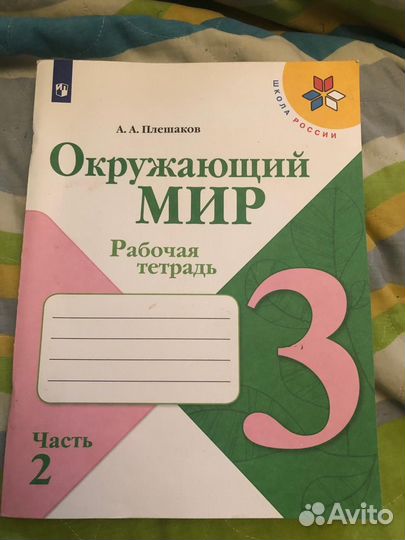 ШКОЛА РОССИИ
А. А. Плешаков
Окружающий
МИР
Рабочая
тетрадь
3
Часть
2
Avito